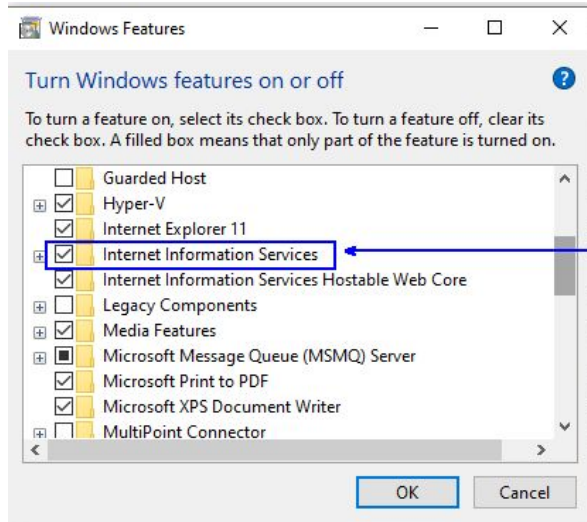 Windows Features
Turn Windows features on or off
To turn a feature on, select its check box. To turn a feature off, clear its
check box. A filled box means that only part of the feature is turned on.
Guarded Host
Hyper-V
Internet Explorer 11
Internet Information Services
Internet Information Services Hostable Web Core
Legacy Components
Media Features
Microsoft Message Queue (MSMQ) Server
Microsoft Print to PDF
Microsoft XPS Document Writer
MultiPoint Connector
OK Cancel